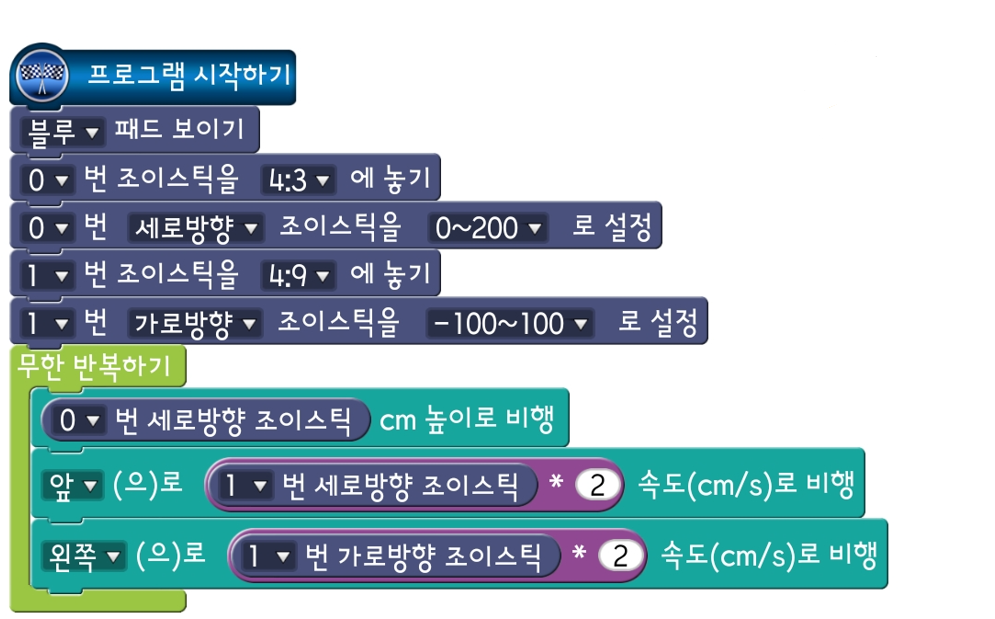 프로그램 시작하기
블루 패드 보이기
0 번 조이스틱을 4:3 에 놓기
0 번 세로방향 조이스틱을 0~200 로 설정
1 번 조이스틱을 4:9 에 놓기
1 번 가로방향 조이스틱을 -100~100 로 설정
무한 반복하기
0 번 세로방향 조이스틱 cm 높이로 비행
앞 (으)로 1 번 세로방향 조이스틱 * 2 속도(cm/s)로 비행
왼쪽 (으)로 1 번 가로방향 조이스틱 * 2 속도(cm/s)로 비행